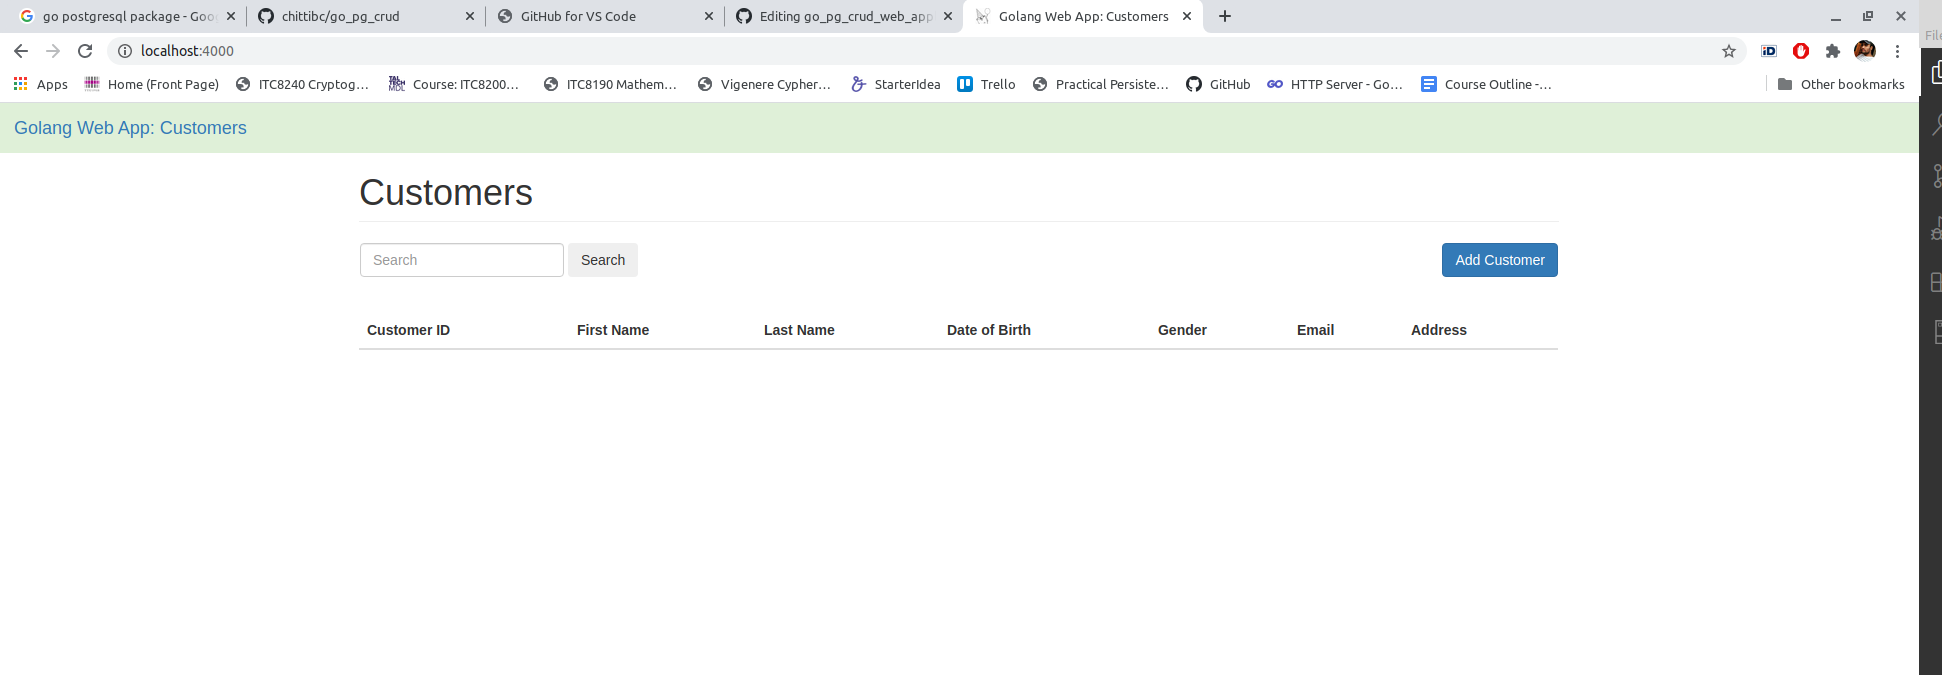 go postgresql package - Goo
chittibc/go_pg_crud
GitHub for VS Code
Editing go_pg_crud_web_app
Golang Web App: Customers
localhost:4000
File
Apps
Home (Front Page)
ITC8240 Cryptog...
Course: ITC8200...
ITC8190 Mathem...
Vigenere Cypher...
StarterIdea
Trello
Practical Persiste...
GitHub
HTTP Server - Go...
Course Outline -...
Other bookmarks
Golang Web App: Customers
Customers
Search
Search
Add Customer
Customer ID First Name Last Name Date of Birth Gender Email Address